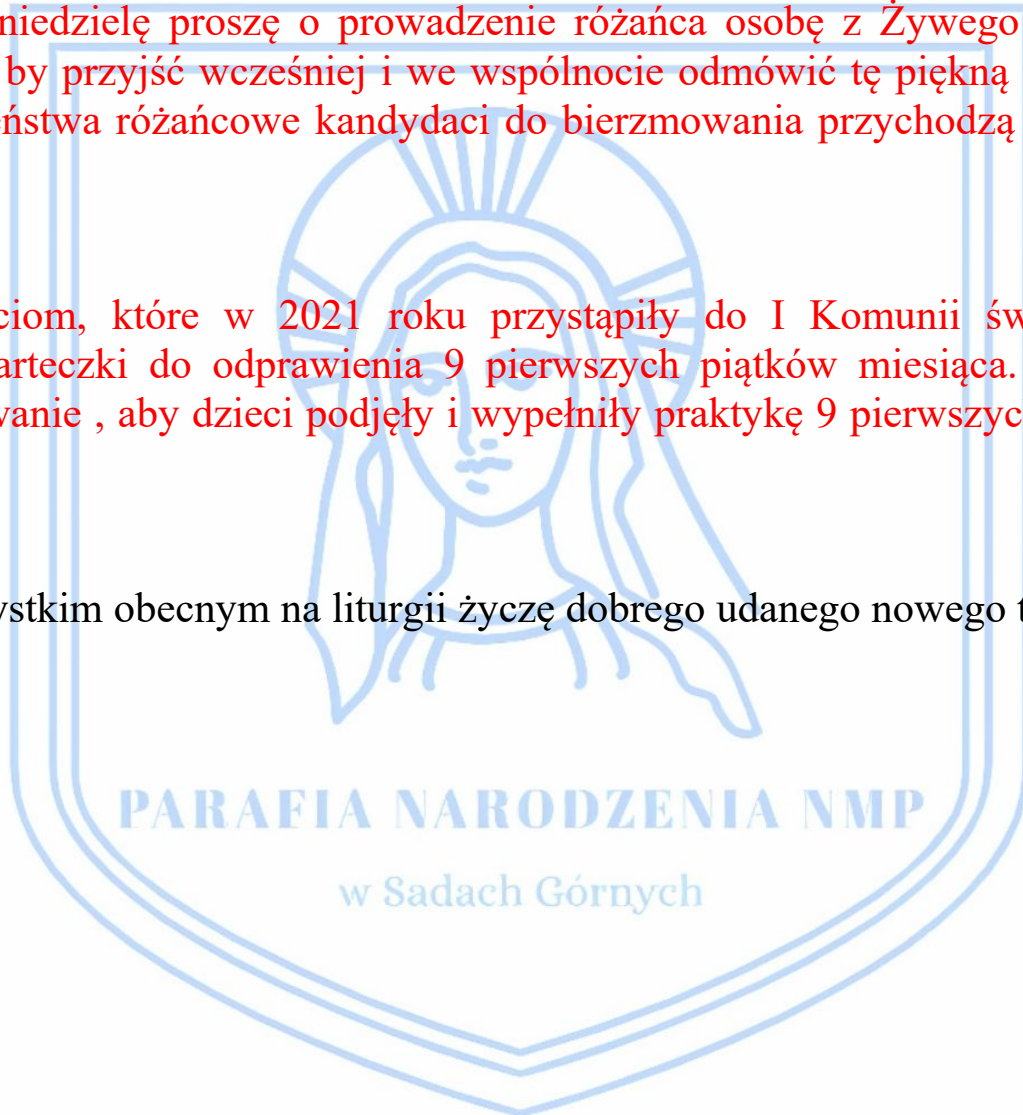 niedzielę proszę o prowadzenie różańca osobę z Żywego
by przyjść wcześniej i we wspólnocie odmówić tę piękną
eństwa różańcowe kandydaci do bierzmowania przychodzą
ciom, które w 2021 roku przystąpiły do I Komunii św
arteczki do odprawienia 9 pierwszych piątków miesiąca.
wanie , aby dzieci podjęły i wypełniły praktykę 9 pierwszyc
ystkim obecnym na liturgii życzę dobrego udanego nowego t
PARAFIA NARODZENIA NMP
w Sadach Górnych